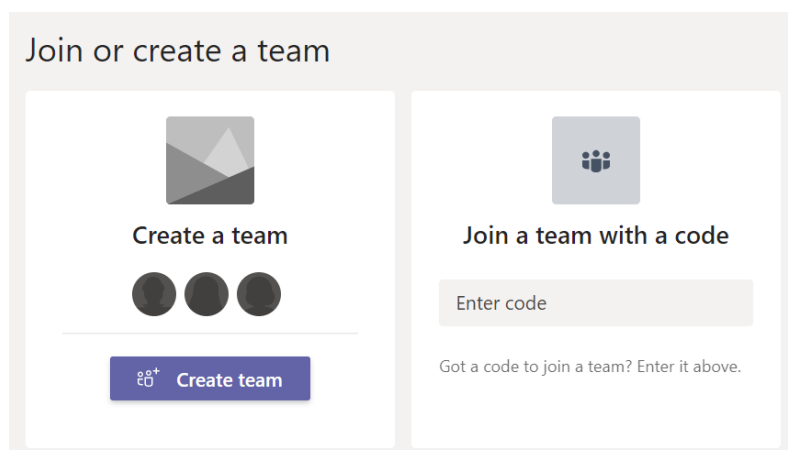 Join or create a team
Create a team
Create team
Join a team with a code
Enter code
Got a code to join a team? Enter it above.